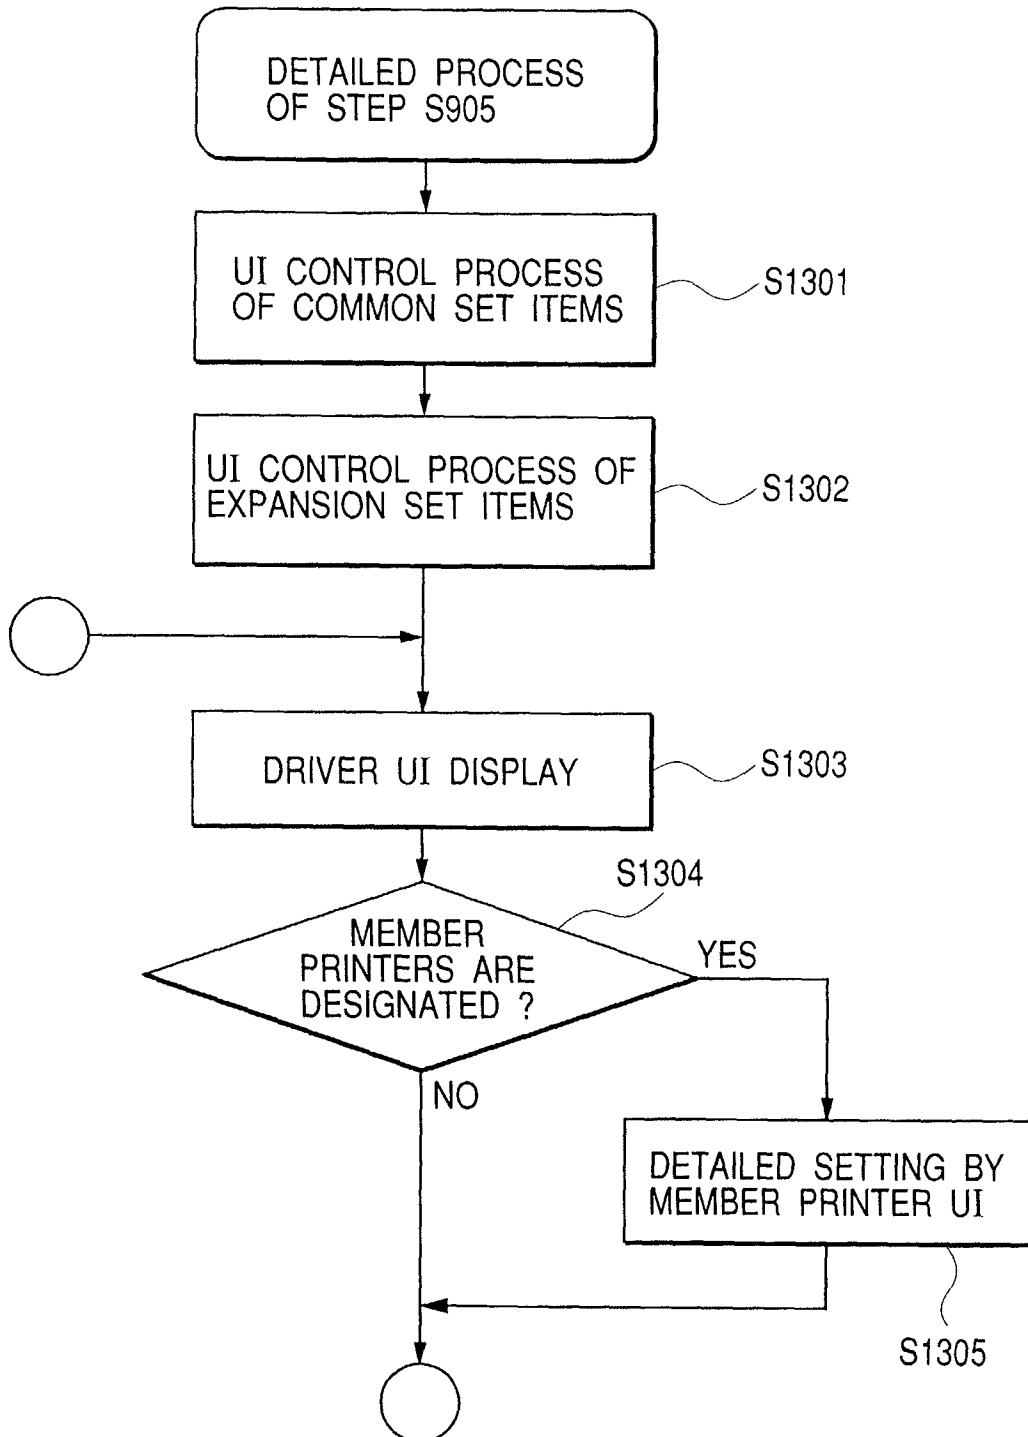 DETAILED PROCESS
OF STEP S905
UI CONTROL PROCESS
OF COMMON SET ITEMS
S1301
UI CONTROL PROCESS OF
EXPANSION SET ITEMS
S1302
DRIVER UI DISPLAY
S1303
S1304
MEMBER
PRINTERS ARE
DESIGNATED ?
YES
NO
DETAILED SETTING BY
MEMBER PRINTER UI
S1305